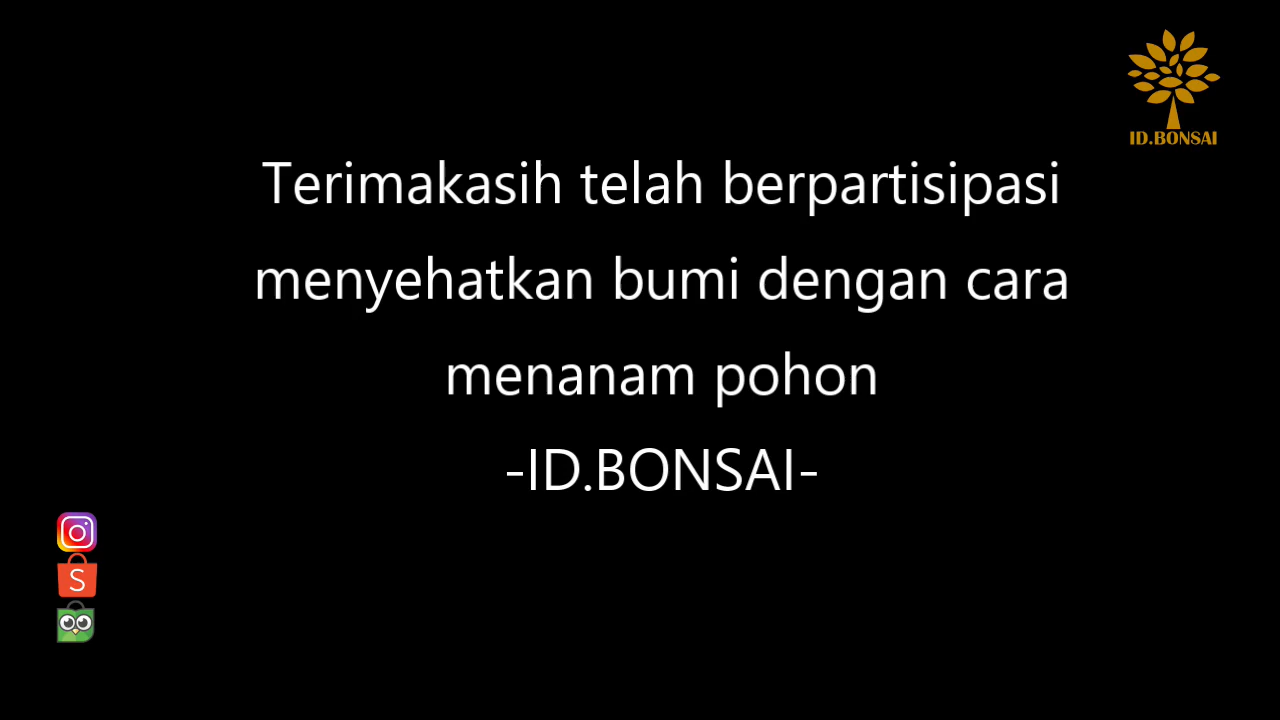 ID.BONSAI
Terimakasih telah berpartisipasi
menyehatkan bumi dengan cara
menanam pohon
-ID.BONSAI-
S